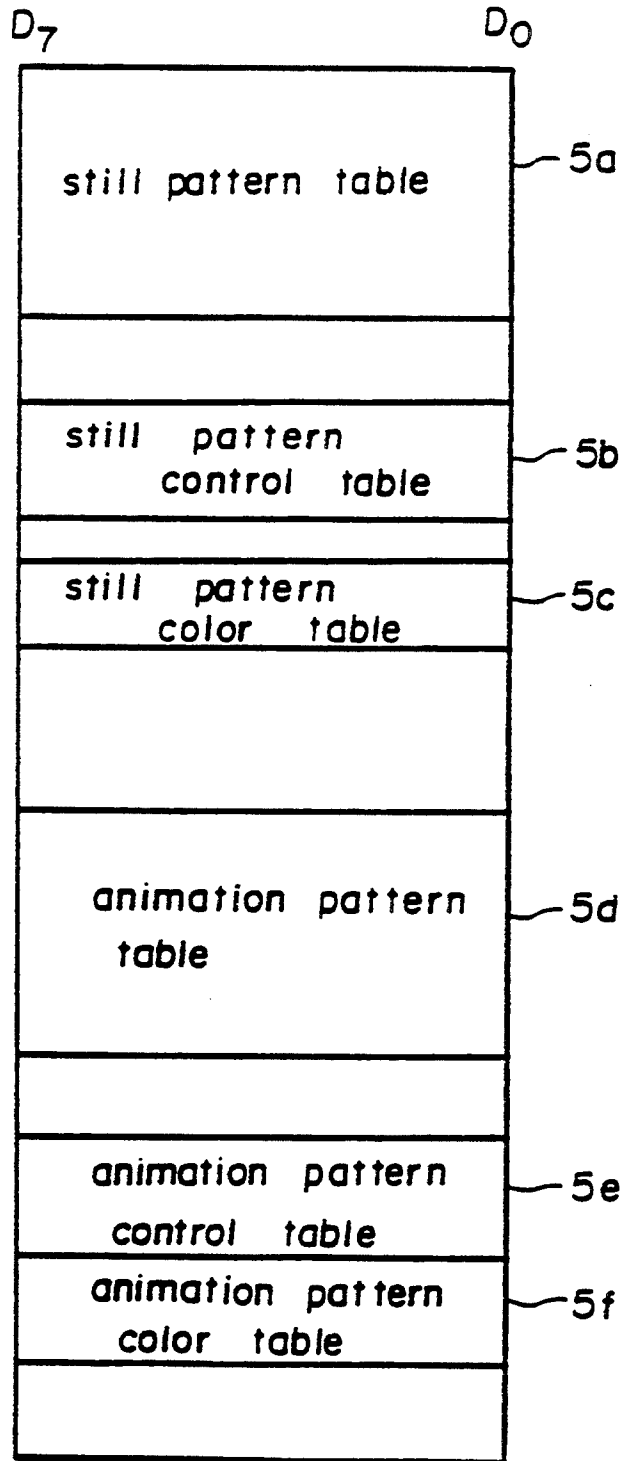 D7 D0
still pattern table 5a
still pattern 5b
control table
still pattern 5c
color table
animation pattern 5d
table
animation pattern 5e
control table
animation pattern 5f
color table